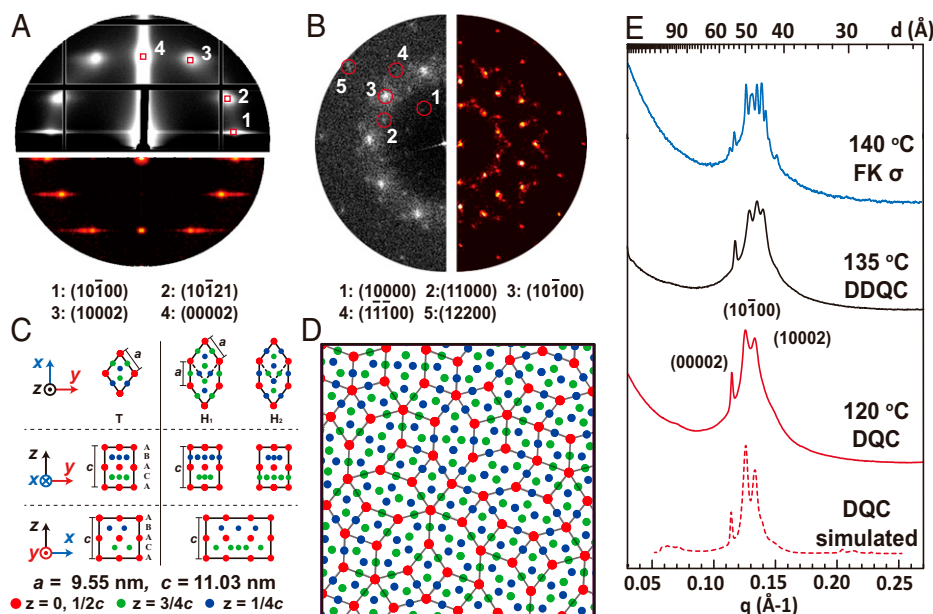 A
4
3
2
1
1: (101̄00) 2: (101̄21)
3: (10002) 4: (00002)
B
4
5
3
1
2
1: (10000) 2:(11000) 3: (101̄00)
4: (11̄1̄00) 5:(12200)
C
x
z y
a
a
T H₁ H₂
z
x y
c
A
B
A
C
A
c
z
y x
c
A
B
A
C
A
c
a = 9.55 nm, c = 11.03 nm
z = 0, 1/2c z = 3/4c z = 1/4c
D
E
90 60 50 40 30 d (Å)
140 °C
FK σ
135 °C
DDQC
(101̄00)
(10002)
(00002)
120 °C
DQC
DQC
simulated
0.05 0.10 0.15 0.20 0.25
q (Å-1)